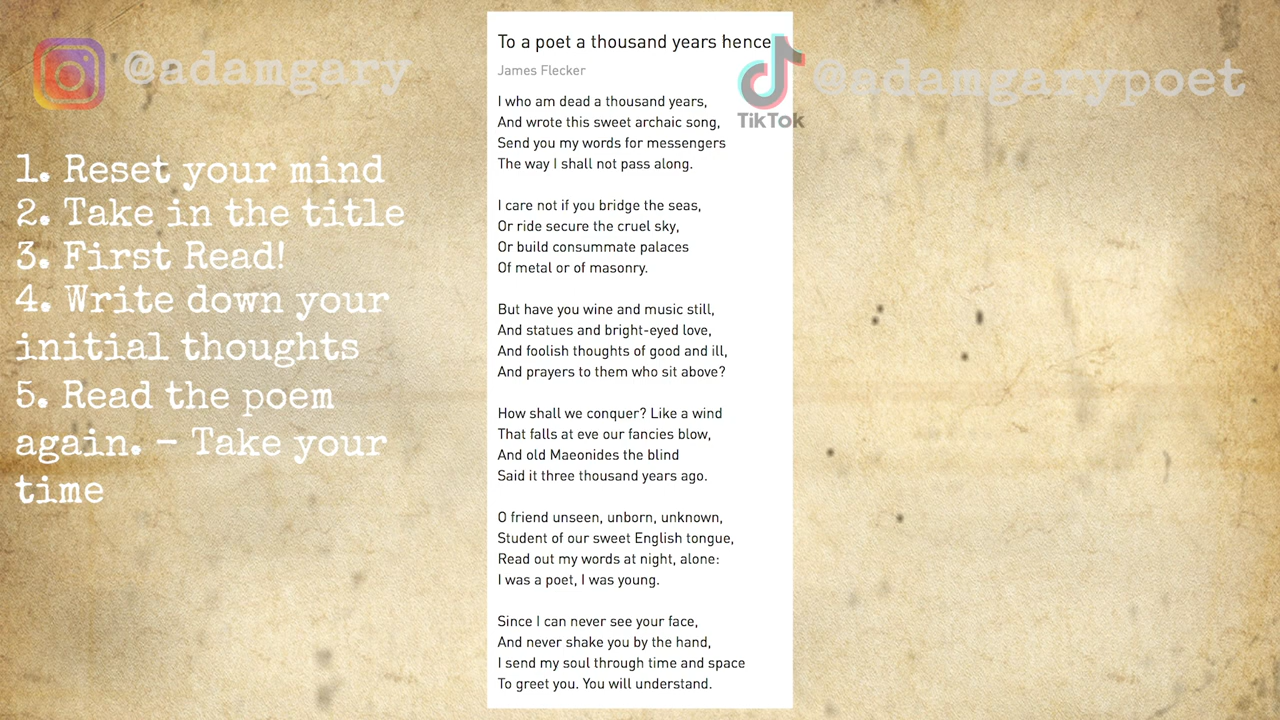 @adamgary
1. Reset your mind
2. Take in the title
3. First Read!
4. Write down your
initial thoughts
5. Read the poem
again. - Take your
time
To a poet a thousand years hence
James Flecker
I who am dead a thousand years,
And wrote this sweet archaic song,
Send you my words for messengers
The way I shall not pass along.
I care not if you bridge the seas,
Or ride secure the cruel sky,
Or build consummate palaces
Of metal or of masonry.
But have you wine and music still,
And statues and bright-eyed love,
And foolish thoughts of good and ill,
And prayers to them who sit above?
How shall we conquer? Like a wind
That falls at eve our fancies blow,
And old Maeonides the blind
Said it three thousand years ago.
O friend unseen, unborn, unknown,
Student of our sweet English tongue,
Read out my words at night, alone:
I was a poet, I was young.
Since I can never see your face,
And never shake you by the hand,
I send my soul through time and space
To greet you. You will understand.
TikTok
@adamgarypoet